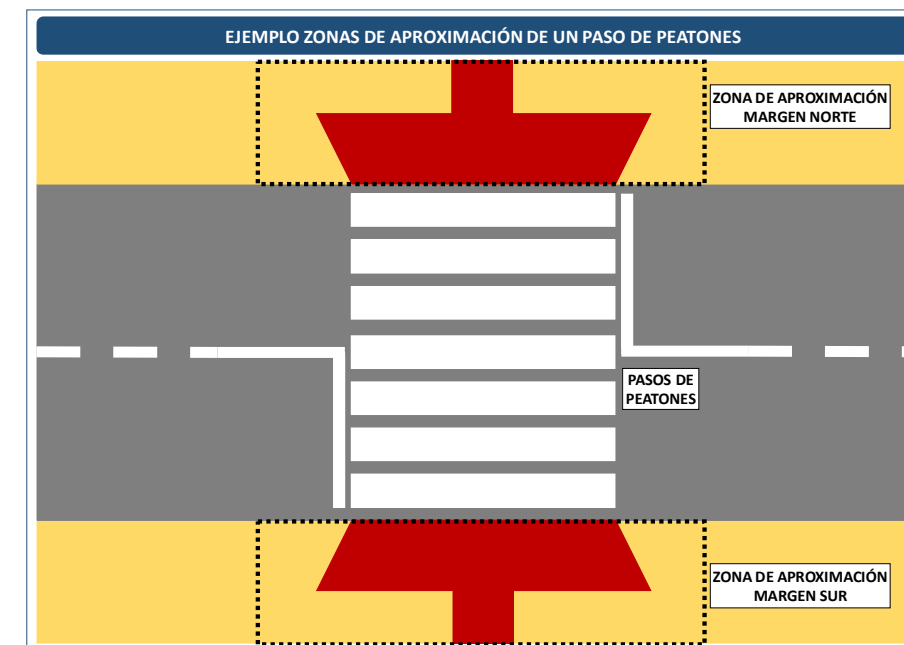 EJEMPLO ZONAS DE APROXIMACIÓN DE UN PASO DE PEATONES
ZONA DE APROXIMACIÓN
MARGEN NORTE
PASOS DE
PEATONES
ZONA DE APROXIMACIÓN
MARGEN SUR